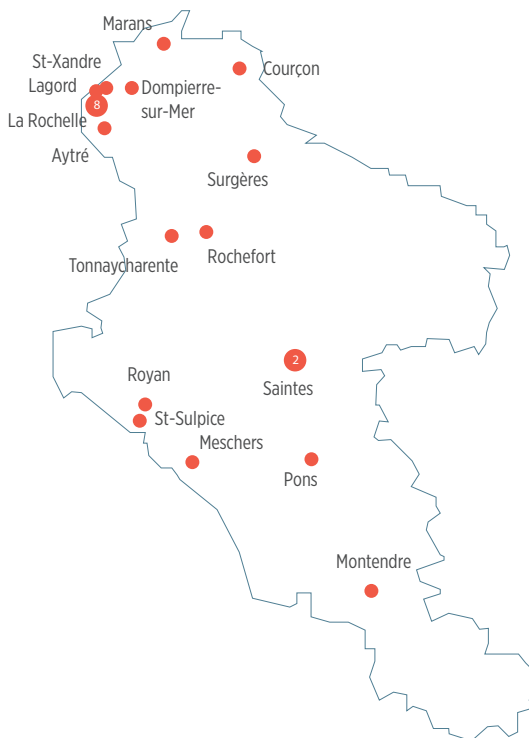 Marans
St-Xandre
Courçon
Lagord
Dompierre-
sur-Mer
8
La Rochelle
Aytré
Surgères
Tonnaycharente
Rochefort
2
Saintes
Royan
St-Sulpice
Meschers
Pons
Montendre